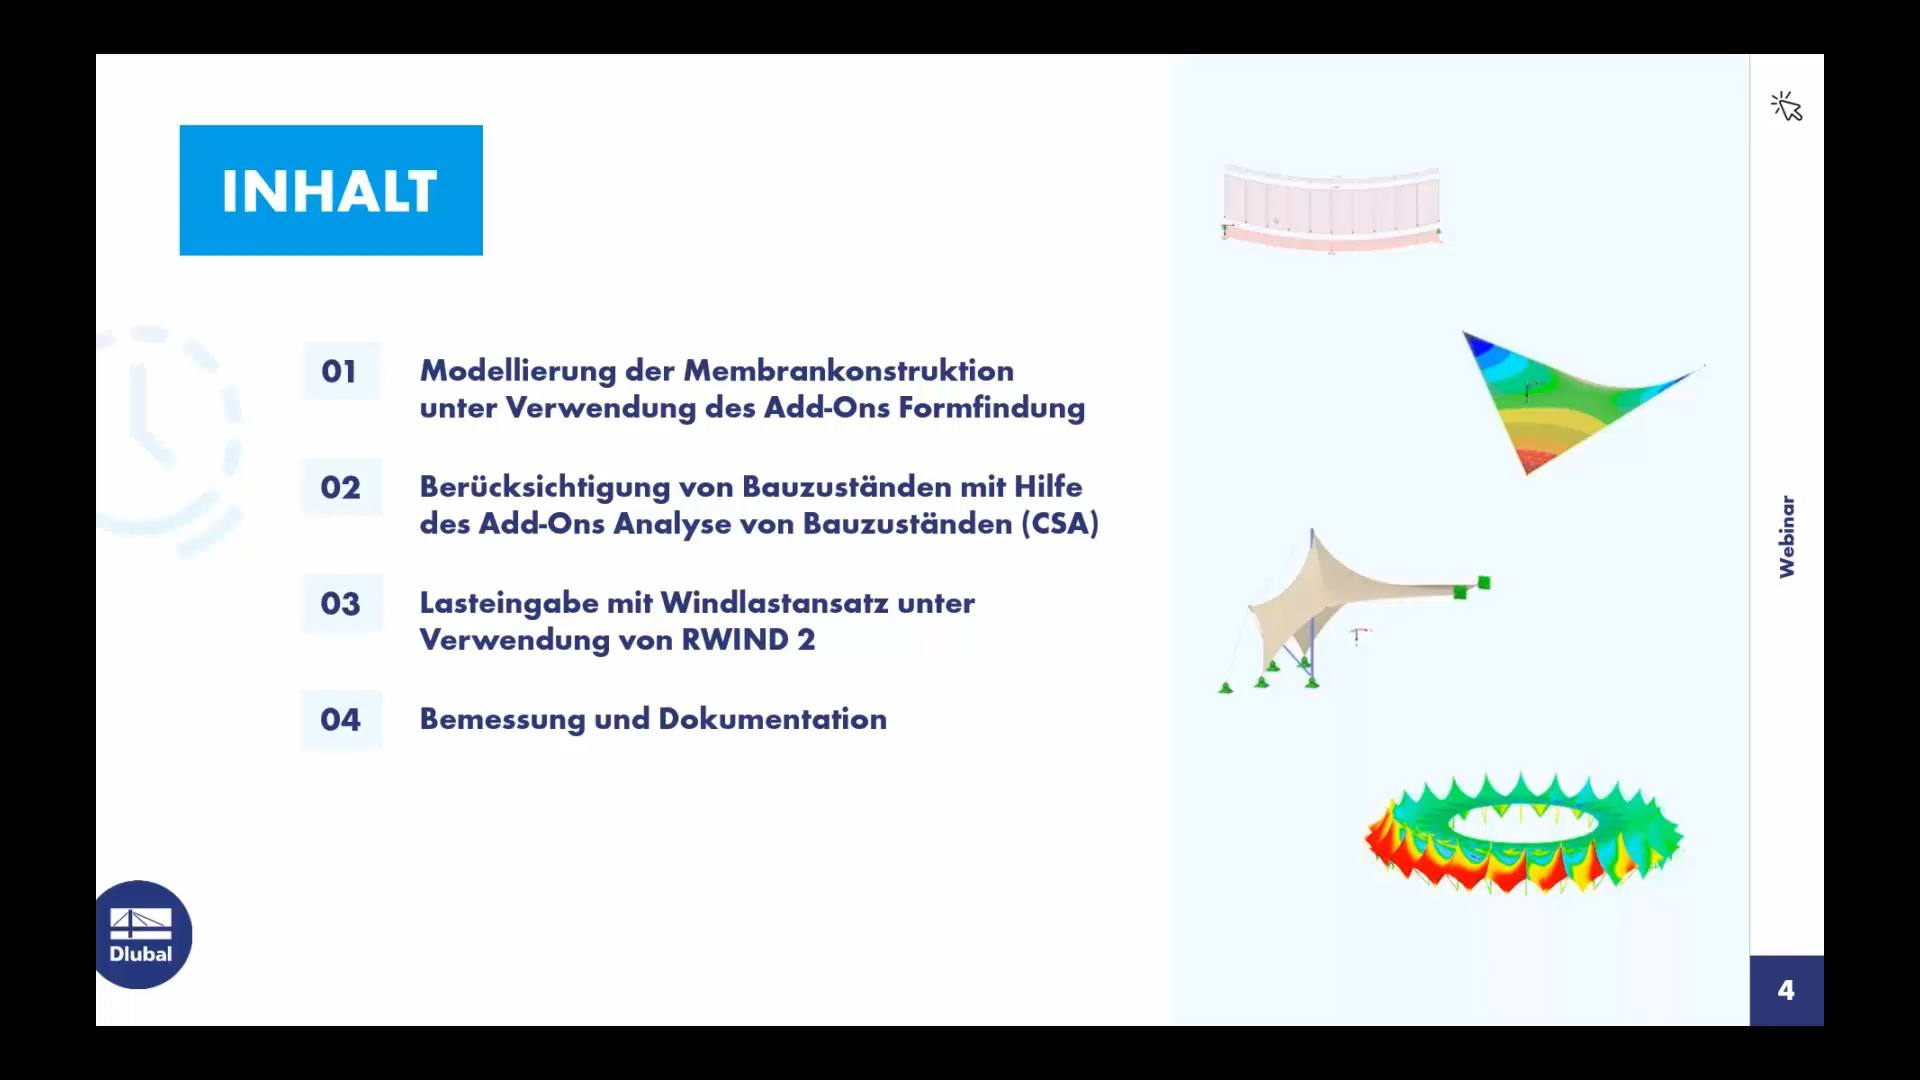 INHALT
01
Modellierung der Membrankonstruktion
unter Verwendung des Add-Ons Formfindung
02
Berücksichtigung von Bauzuständen mit Hilfe
des Add-Ons Analyse von Bauzuständen (CSA)
03
Lasteingabe mit Windlastansatz unter
Verwendung von RWIND 2
04
Bemessung und Dokumentation
Webinar
Dlubal
4